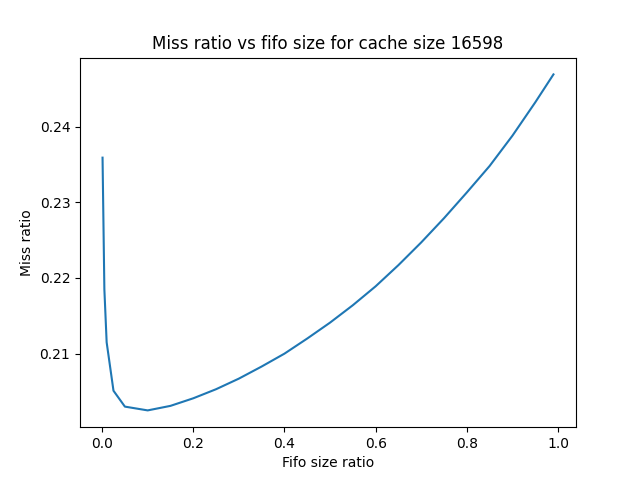 Miss ratio vs fifo size for cache size 16598
0.24
0.23
0.22
0.21
Miss ratio
0.0 0.2 0.4 0.6 0.8 1.0
Fifo size ratio